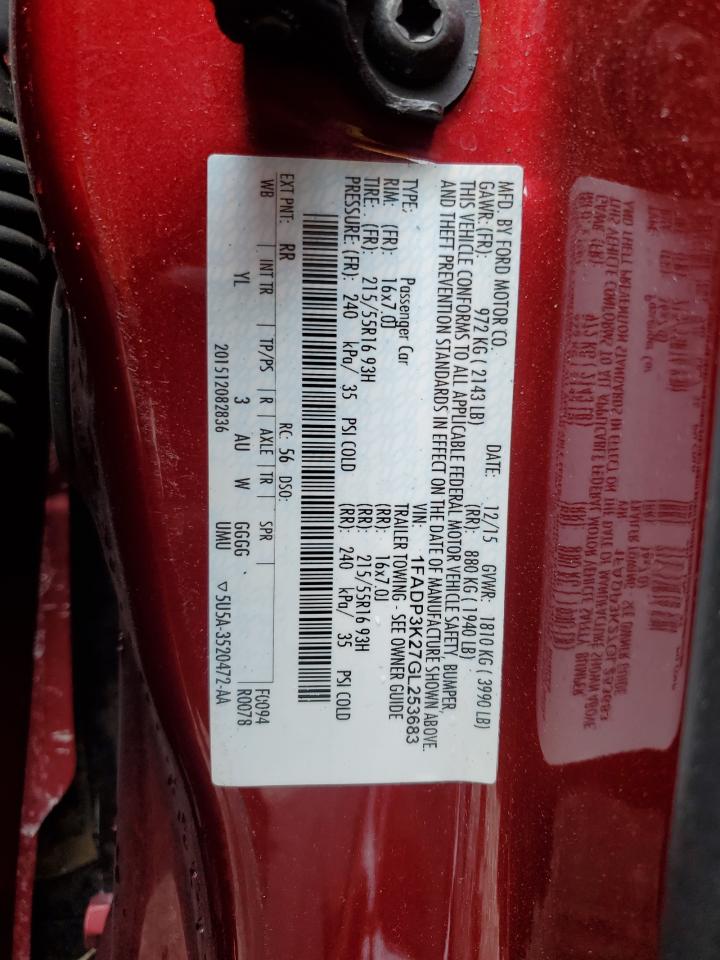 MFD. BY FORD MOTOR CO.
DATE: 12/15 GVWR: 1810 KG ( 3990 LB)
GAWR: (FR): 972 KG ( 2143 LB) (RR): 880 KG ( 1940 LB)
THIS VEHICLE CONFORMS TO ALL APPLICABLE FEDERAL MOTOR VEHICLE SAFETY, BUMPER,
AND THEFT PREVENTION STANDARDS IN EFFECT ON THE DATE OF MANUFACTURE SHOWN ABOVE.
VIN: 1FADP3K27GL253683
TYPE: Passenger Car TRAILER TOWING - SEE OWNER GUIDE
RIM: (FR): 16x7.0J (RR): 16x7.0J
TIRE: (FR): 215/55R16 93H (RR): 215/55R16 93H
PRESSURE: (FR): 240 kPa/ 35 PSI COLD (RR): 240 kPa/ 35 PSI COLD
EXT PNT: RR RC: 56 DSO: F0094
WB INT TR TP/PS R AXLE TR SPR R0078
YL 3 AU W GGGG
UMU
201512082836 ▽5U5A-3520472-AA